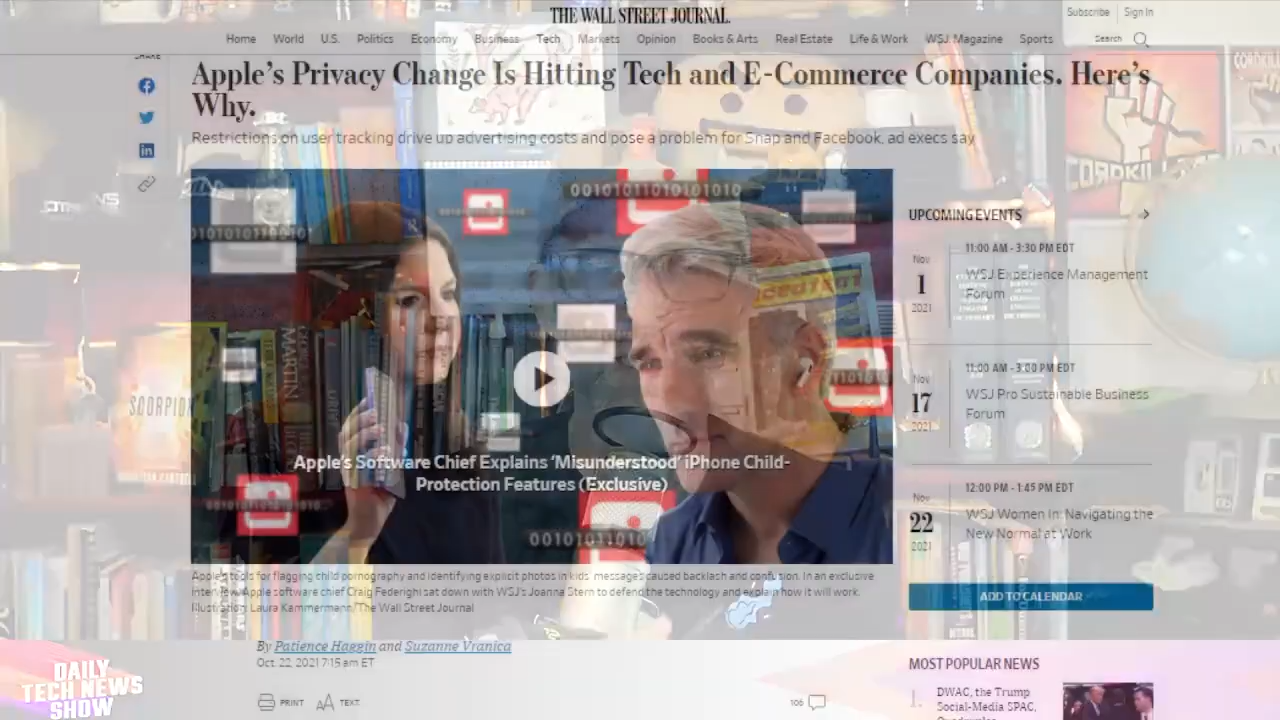 THE WALL STREET JOURNAL.
Subscribe
Sign In
Home
World
U.S.
Politics
Economy
Business
Tech
Markets
Opinion
Books & Arts
Real Estate
Life & Work
WSJ. Magazine
Sports
Search
SHARE
Apple's Privacy Change Is Hitting Tech and E-Commerce Companies. Here's
Why.
Restrictions on user tracking drive up advertising costs and pose a problem for Snap and Facebook, ad execs say
00101011010101010
Apple's Software Chief Explains 'Misunderstood' iPhone Child-
Protection Features (Exclusive)
00101011010
MARTIN
SCORPION
Apple's tools for flagging child pornography and identifying explicit photos in kids' messages caused backlash and confusion. In an exclusive
interview, Apple software chief Craig Federighi sat down with WSJ's Joanna Stern to defend the technology and explain how it will work.
Illustration: Laura Kammermann/The Wall Street Journal
By Patience Haggin and Suzanne Vranica
Oct. 22, 2021 7:15 am ET
PRINT
TEXT
106
UPCOMING EVENTS
Nov
1
2021
11:00 AM - 3:30 PM EDT
WSJ Experience Management
Forum
Nov
17
2021
11:00 AM - 3:00 PM EDT
WSJ Pro Sustainable Business
Forum
Nov
22
2021
12:00 PM - 1:45 PM EDT
WSJ Women In: Navigating the
New Normal at Work
ADD TO CALENDAR
MOST POPULAR NEWS
1.
DWAC, the Trump
Social-Media SPAC,
DAILY
TECH NEWS
SHOW